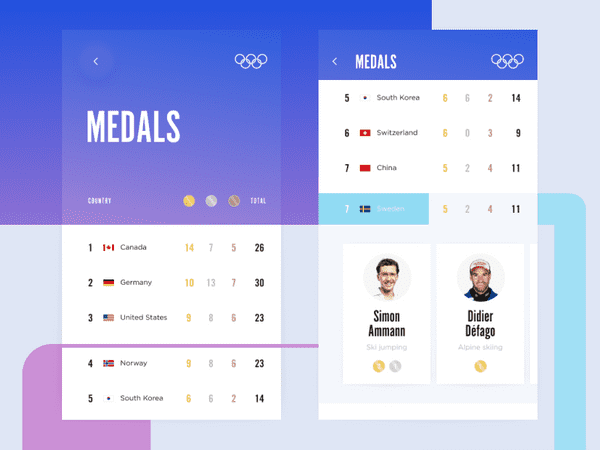 MEDALS
COUNTRY TOTAL
1 Canada 14 7 5 26
2 Germany 10 13 7 30
3 United States 9 8 6 23
4 Norway 9 8 6 23
5 South Korea 6 6 2 14
MEDALS
5 South Korea 6 6 2 14
6 Switzerland 6 0 3 9
7 China 5 2 4 11
7 Sweden 5 2 4 11
Simon
Ammann
Ski jumping
Didier
Défago
Alpine skiing